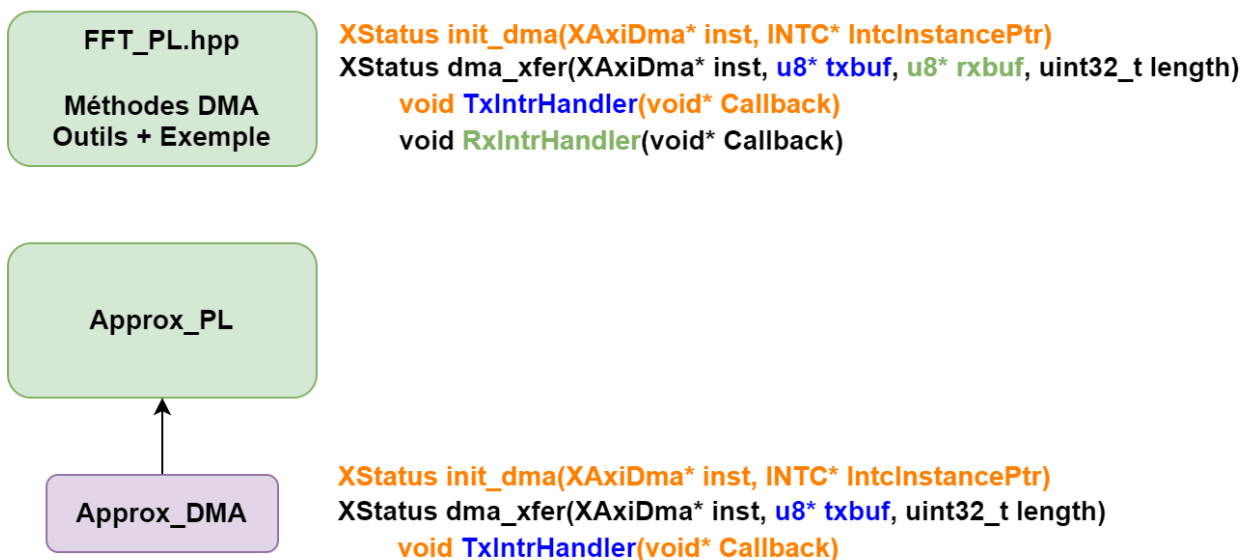 FFT_PL.hpp
Méthodes DMA
Outils + Exemple
XStatus init_dma(XAxiDma* inst, INTC* IntcInstancePtr)
XStatus dma_xfer(XAxiDma* inst, u8* txbuf, u8* rxbuf, uint32_t length)
void TxIntrHandler(void* Callback)
void RxIntrHandler(void* Callback)
Approx_PL
Approx_DMA
XStatus init_dma(XAxiDma* inst, INTC* IntcInstancePtr)
XStatus dma_xfer(XAxiDma* inst, u8* txbuf, uint32_t length)
void TxIntrHandler(void* Callback)